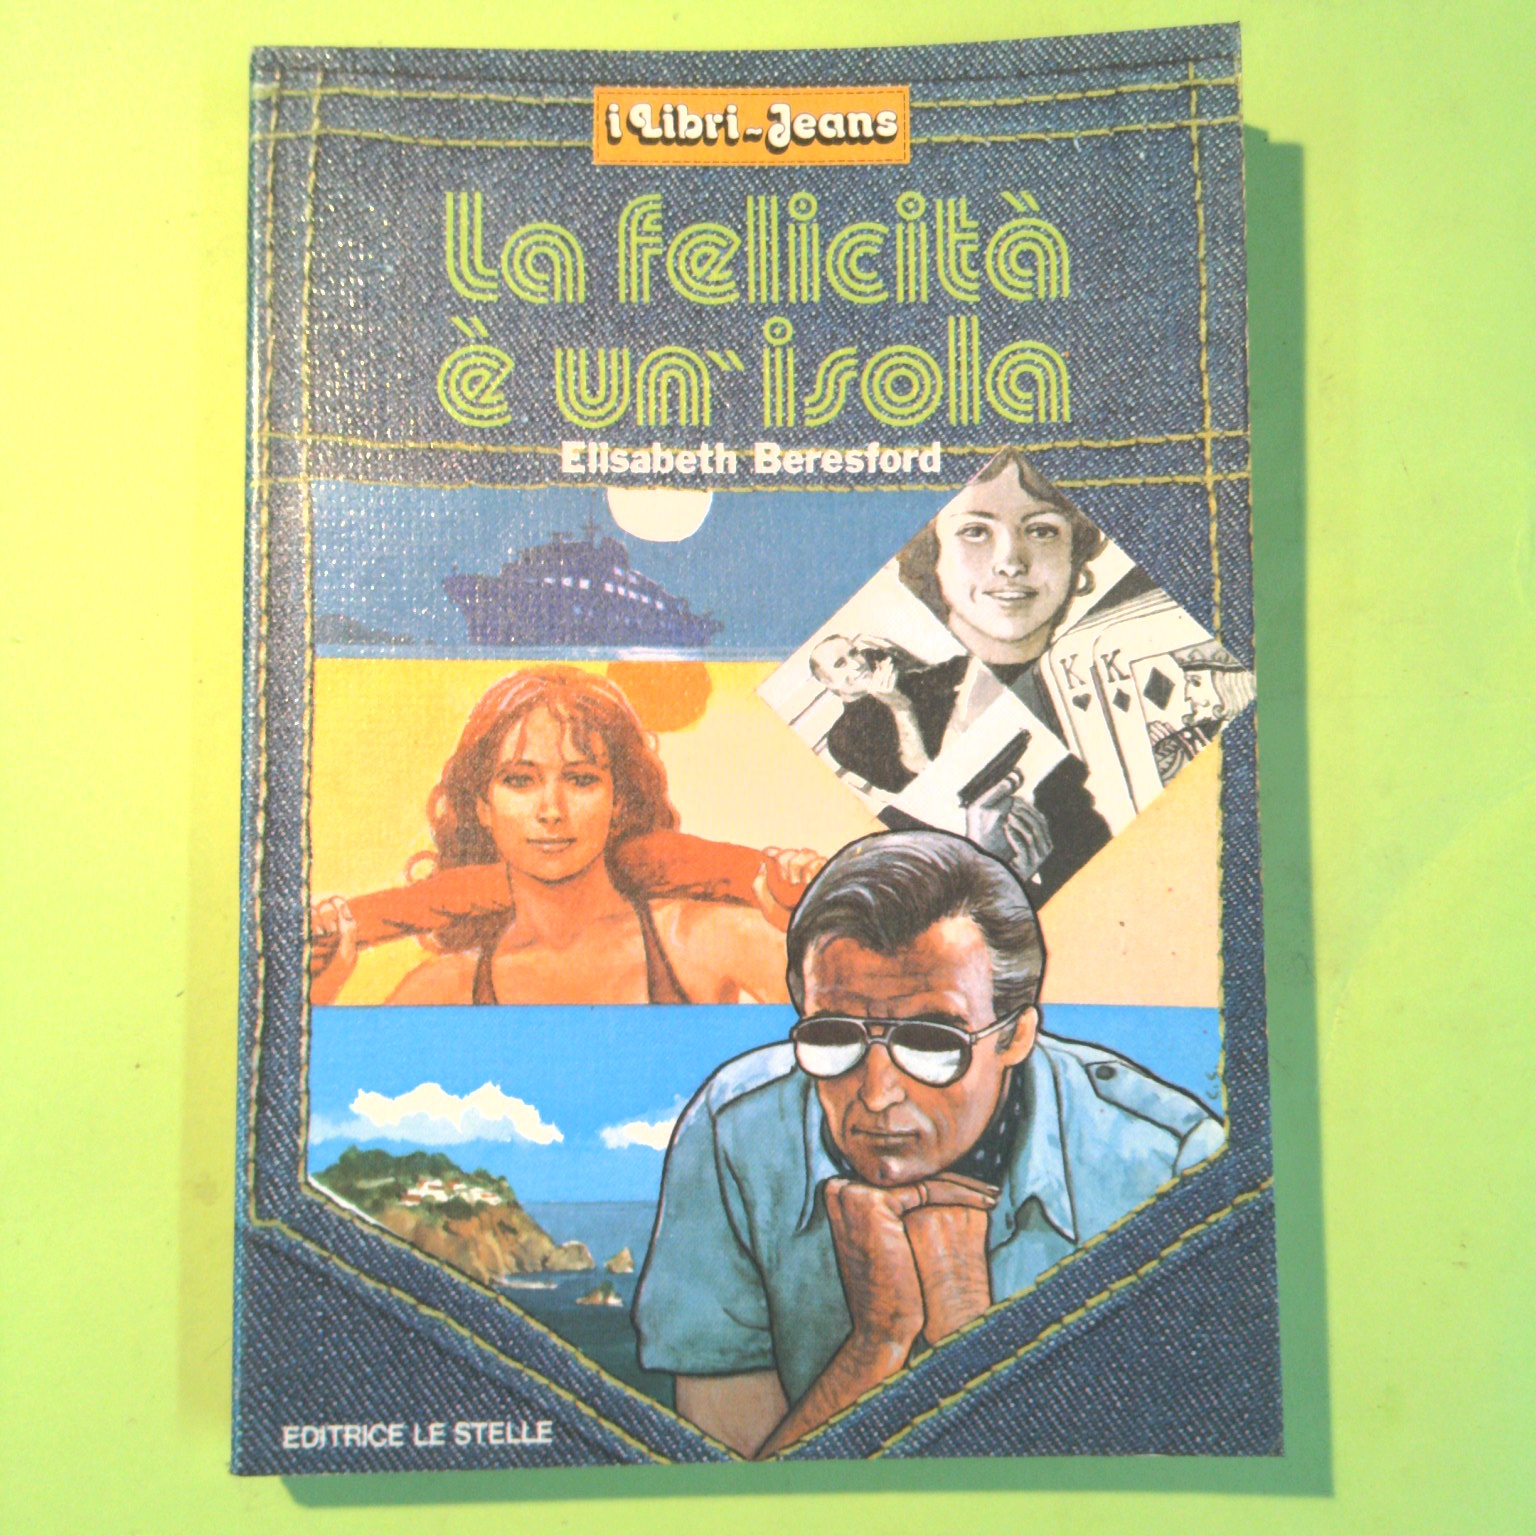 i Libri-Jeans
La felicità
è un'isola
Elisabeth Beresford
K K
C.S.
EDITRICE LE STELLE